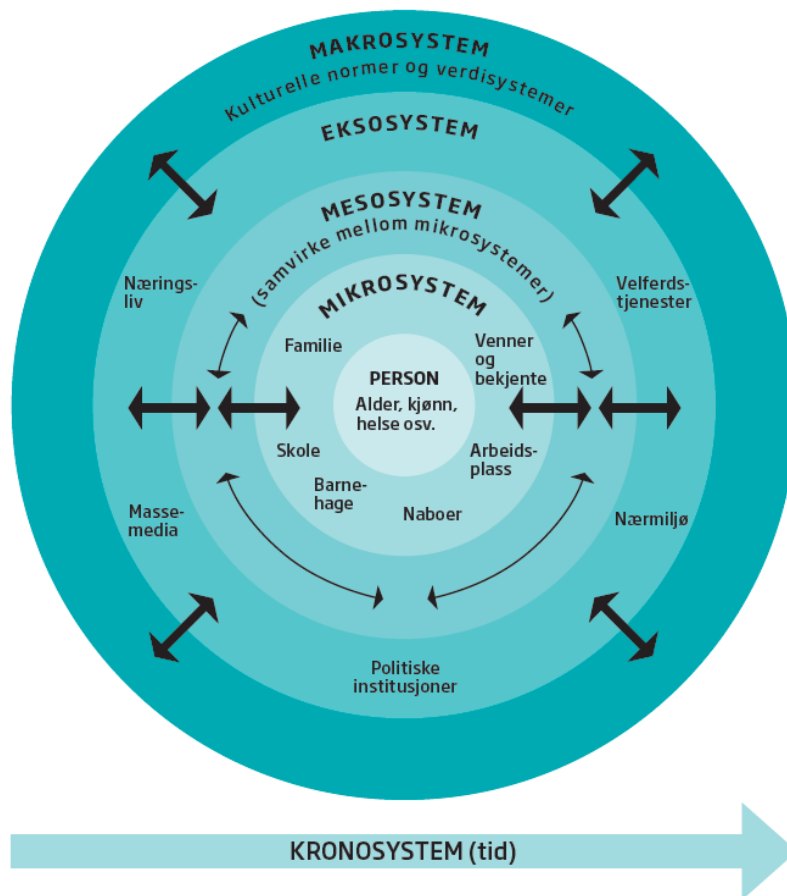 MAKROSYSTEM
Kulturelle normer og verdisystemer
EKSOSYSTEM
MESOSYSTEM
(samvirke mellom mikrosystemer)
Nærings-
liv
Velferds-
tjenester
MIKROSYSTEM
Familie
Venner
og
bekjente
PERSON
Alder, kjønn,
helse osv.
Skole
Arbeids-
plass
Barne-
hage
Naboer
Masse-
media
Nærmiljø
Politiske
institusjoner
KRONOSYSTEM (tid)